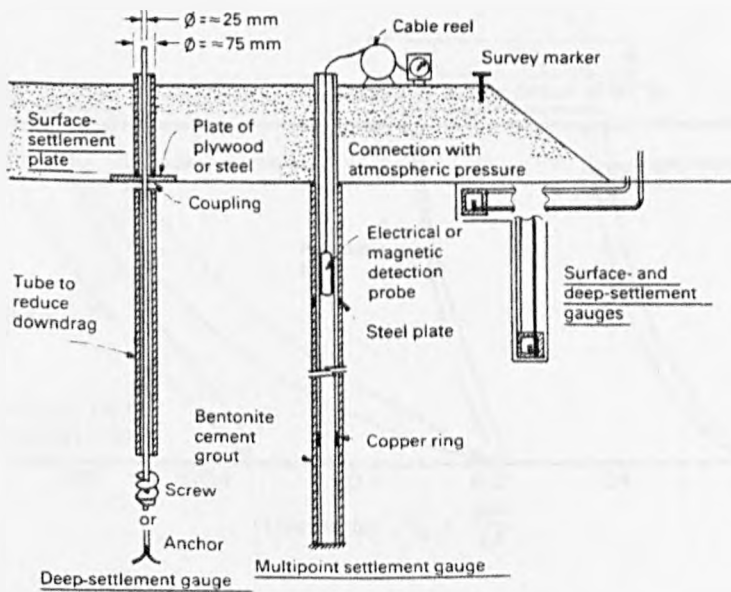 Ø = ≈25 mm
Ø = ≈75 mm
Cable reel
Survey marker
Surface-
settlement
plate
Plate of
plywood
or steel
Connection with
atmospheric pressure
Coupling
Electrical or
magnetic
detection
probe
Surface- and
deep-settlement
gauges
Tube to
reduce
downdrag
Steel plate
Bentonite
cement
grout
Copper ring
Screw
or
Anchor
Deep-settlement gauge
Multipoint settlement gauge